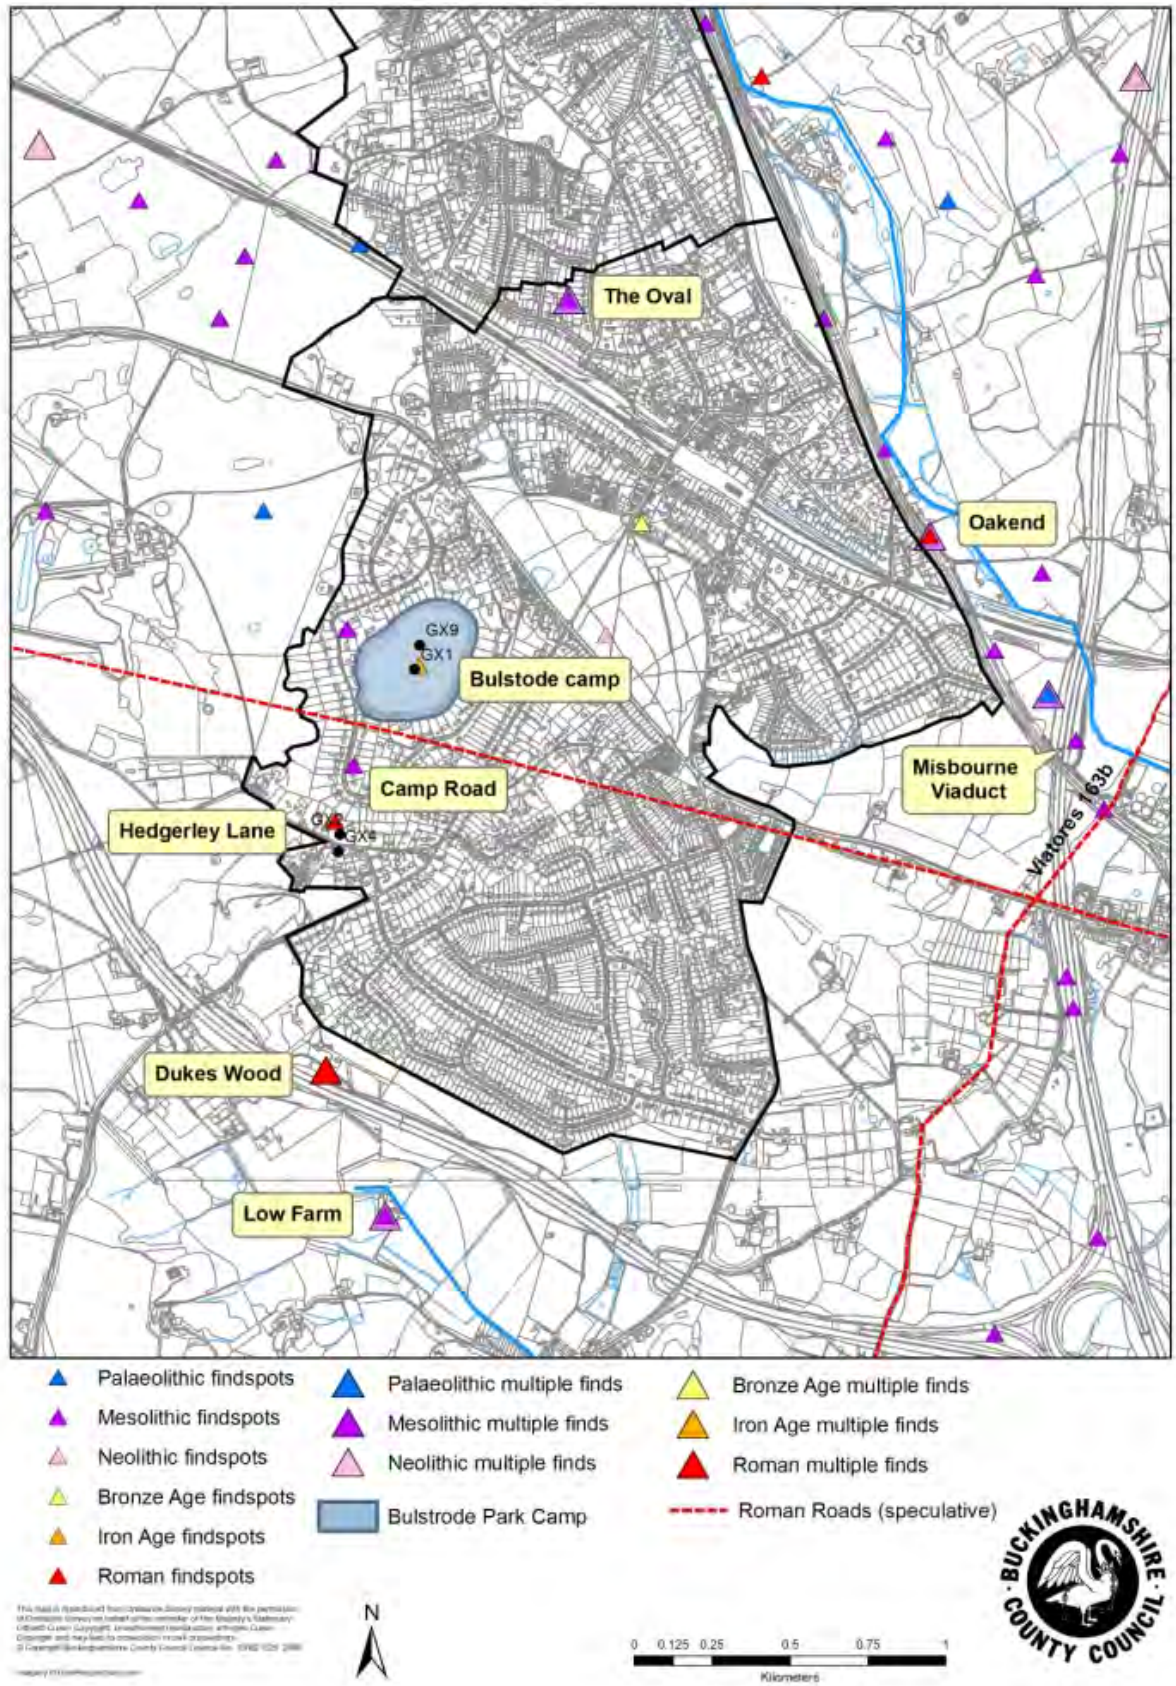 The Oval
Oakend
GX9
GX1
Bulstode camp
Misbourne
Viaduct
Camp Road
Viatores 163b
Hedgerley Lane
GX4
Dukes Wood
Low Farm
Palaeolithic findspots
Mesolithic findspots
Neolithic findspots
Bronze Age findspots
Iron Age findspots
Roman findspots
Palaeolithic multiple finds
Mesolithic multiple finds
Neolithic multiple finds
Bulstrode Park Camp
Bronze Age multiple finds
Iron Age multiple finds
Roman multiple finds
Roman Roads (speculative)
BUCKINGHAMSHIRE
COUNTY COUNCIL
N
0 0.125 0.25 0.5 0.75 1
Kilometers